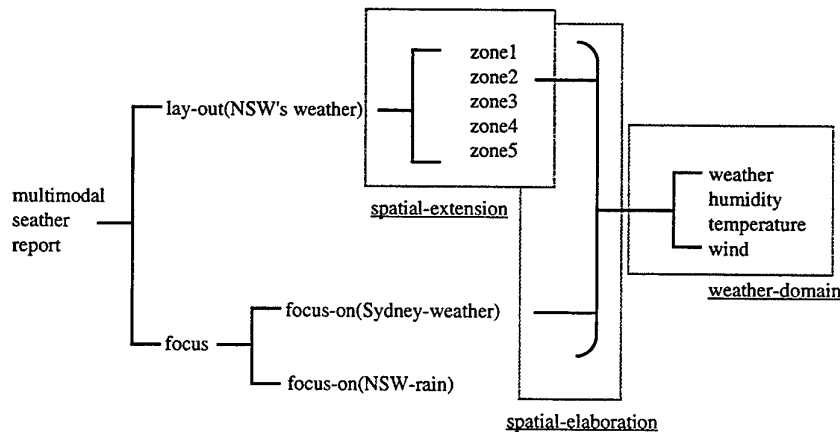 multimodal
seather
report
lay-out(NSW's weather)
zone1
zone2
zone3
zone4
zone5
spatial-extension
focus
focus-on(Sydney-weather)
focus-on(NSW-rain)
spatial-elaboration
weather
humidity
temperature
wind
weather-domain